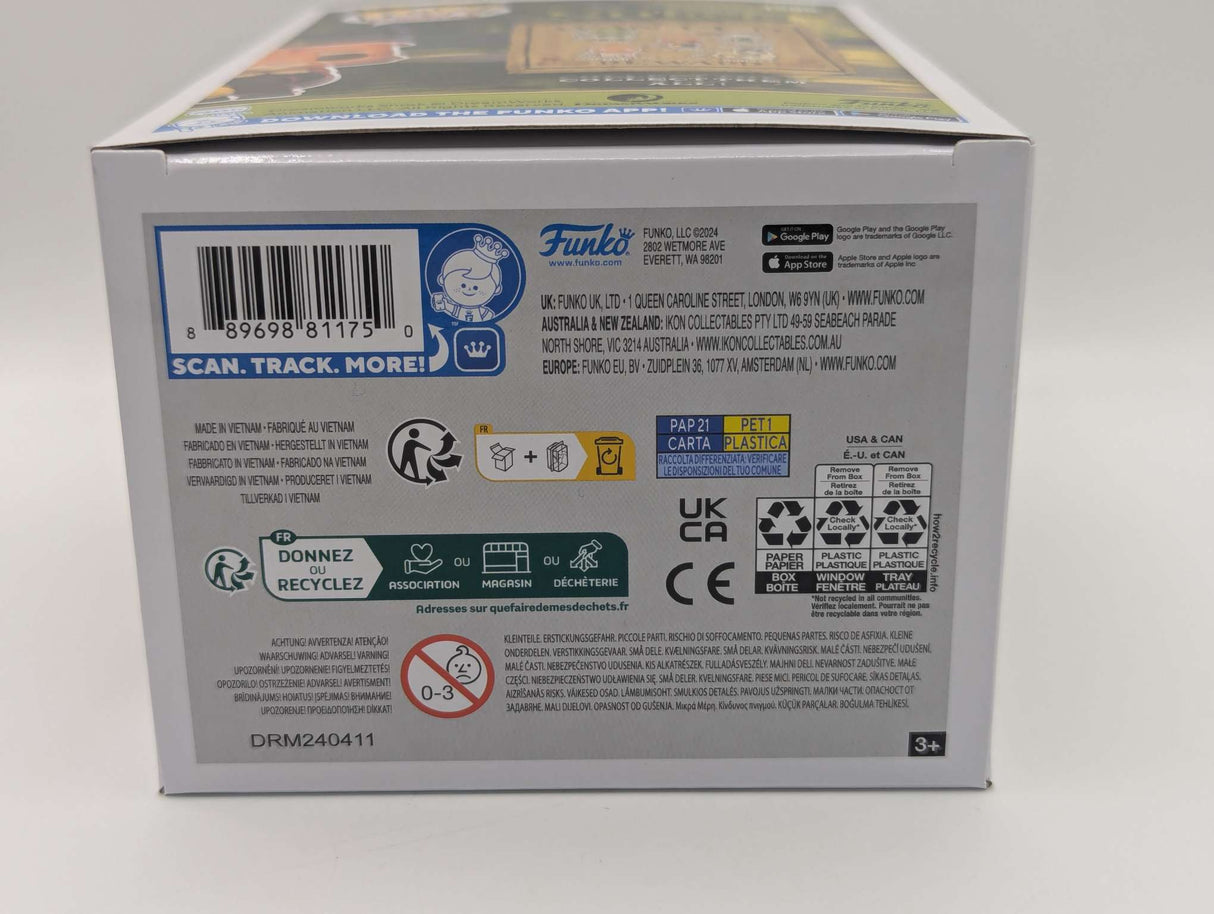 COLLECT THEM
ALL!
DOWNLOAD THE FUNKO APP!
Funko
8 89698 81175 0
SCAN. TRACK. MORE!
TM
Funko
www.funko.com
FUNKO, LLC ©2024
2802 WETMORE AVE
EVERETT, WA 98201
GET IT ON
Google Play
Google Play and the Google Play
logo are trademarks of Google LLC.
Download on the
App Store
Apple Store and Apple logo are
trademarks of Apple Inc
UK: FUNKO UK, LTD • 1 QUEEN CAROLINE STREET, LONDON, W6 9YN (UK) • WWW.FUNKO.COM
AUSTRALIA & NEW ZEALAND: IKON COLLECTABLES PTY LTD 49-59 SEABEACH PARADE
NORTH SHORE, VIC 3214 AUSTRALIA • WWW.IKONCOLLECTABLES.COM.AU
EUROPE: FUNKO EU, BV • ZUIDPLEIN 36, 1077 XV, AMSTERDAM (NL) • WWW.FUNKO.COM
MADE IN VIETNAM • FABRIQUÉ AU VIETNAM
FABRICADO EN VIETNAM • HERGESTELLT IN VIETNAM
FABBRICATO IN VIETNAM • FABRICADO NA VIETNAM
VERVAARDIGD IN VIETNAM • PRODUCERET I VIETNAM
TILLVERKAD I VIETNAM
FR
+
PAP 21 PET1
CARTA PLASTICA
RACCOLTA DIFFERENZIATA: VERIFICARE
LE DISPOSIZIONI DEL TUO COMUNE
UK
CA
CE
USA & CAN
É.-U. et CAN
Remove
From Box
Retirez
de la boîte
Remove
From Box
Retirez
de la boîte
Check
Locally*
Check
Locally*
PAPER
PAPIER
PLASTIC
PLASTIQUE
PLASTIC
PLASTIQUE
BOX
BOÎTE
WINDOW
FENÊTRE
TRAY
PLATEAU
how2recycle.info
*Not recycled in all communities.
Vérifiez localement. Pourrait ne pas
être recyclable dans votre région.
FR
DONNEZ
OU
RECYCLEZ
ASSOCIATION OU MAGASIN OU DÉCHÈTERIE
Adresses sur quefairedemesdechets.fr
ACHTUNG! AVVERTENZA! ATENÇÃO!
WAARSCHUWING! ADVARSEL! VARNING!
UPOZORNĚNÍ! UPOZORNENIE! FIGYELMEZTETÉS!
OPOZORILO! OSTRZEŻENIE! ADVARSEL! AVERTISMENT!
BRĪDINĀJUMS! HOIATUS! ĮSPĖJIMAS! ВНИМАНИЕ!
UPOZORENJE! ΠΡΟΕΙΔΟΠΟΙΗΣΗ! DİKKAT!
0-3
KLEINTEILE. ERSTICKUNGSGEFAHR. PICCOLE PARTI. RISCHIO DI SOFFOCAMENTO. PEQUENAS PARTES. RISCO DE ASFIXIA. KLEINE
ONDERDELEN. VERSTIKKINGSGEVAAR. SMÅ DELE. KVÆLNINGSFARE. SMÅ DELAR. KVÄVNINGSRISK. MALÉ ČÁSTI. NEBEZPEČÍ UDUŠENÍ.
MALÉ ČASTI. NEBEZPEČENSTVO UDUSENIA. KIS ALKATRÉSZEK. FULLADÁSVESZÉLY. MAJHNI DELI. NEVARNOST ZADUŠITVE. MAŁE
CZĘŚCI. NIEBEZPIECZEŃSTWO UDŁAWIENIA SIĘ. SMÅ DELER. KVELNINGSFARE. PIESE MICI. PERICOL DE SUFOCARE. SĪKAS DETAĻAS.
AIZRĪŠANĀS RISKS. VÄIKESED OSAD. LÄMBUMISOHT. SMULKIOS DETALĖS. PAVOJUS UŽSPRINGTI. МАЛКИ ЧАСТИ. ОПАСНОСТ ОТ
ЗАДАВЯНЕ. MALI DIJELOVI. OPASNOST OD GUŠENJA. Μικρά Μέρη. Κίνδυνος πνιγμού. KÜÇÜK PARÇALAR. BOĞULMA TEHLİKESİ.
DRM240411
3+